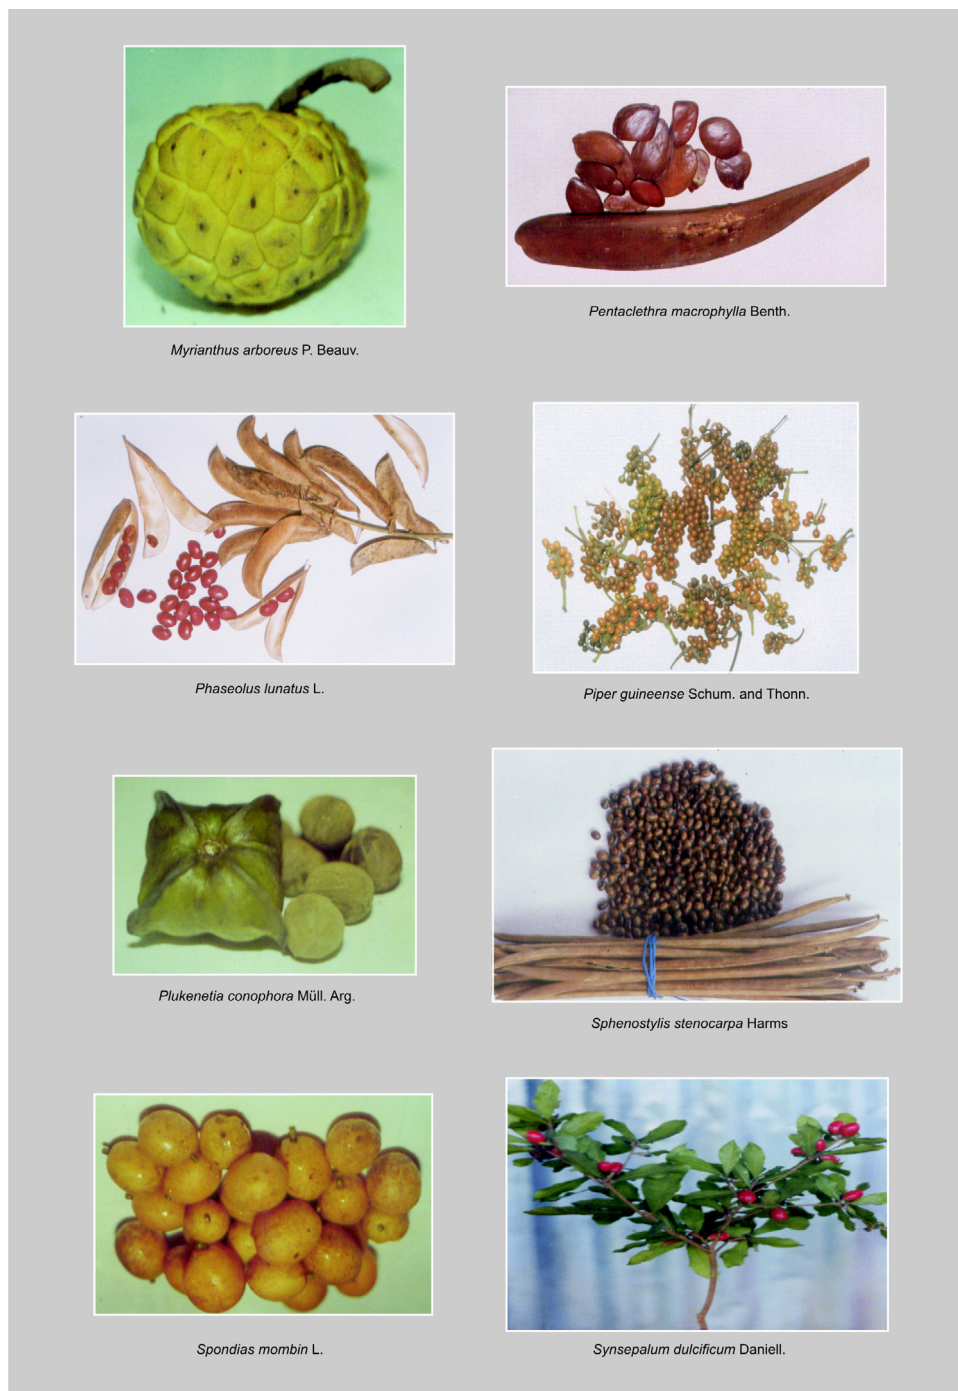 Myrianthus arboreus P. Beauv.
Pentaclethra macrophylla Benth.
Phaseolus lunatus L.
Piper guineense Schum. and Thonn.
Plukenetia conophora Müll. Arg.
Sphenostylis stenocarpa Harms
Spondias mombin L.
Synsepalum dulcificum Daniell.